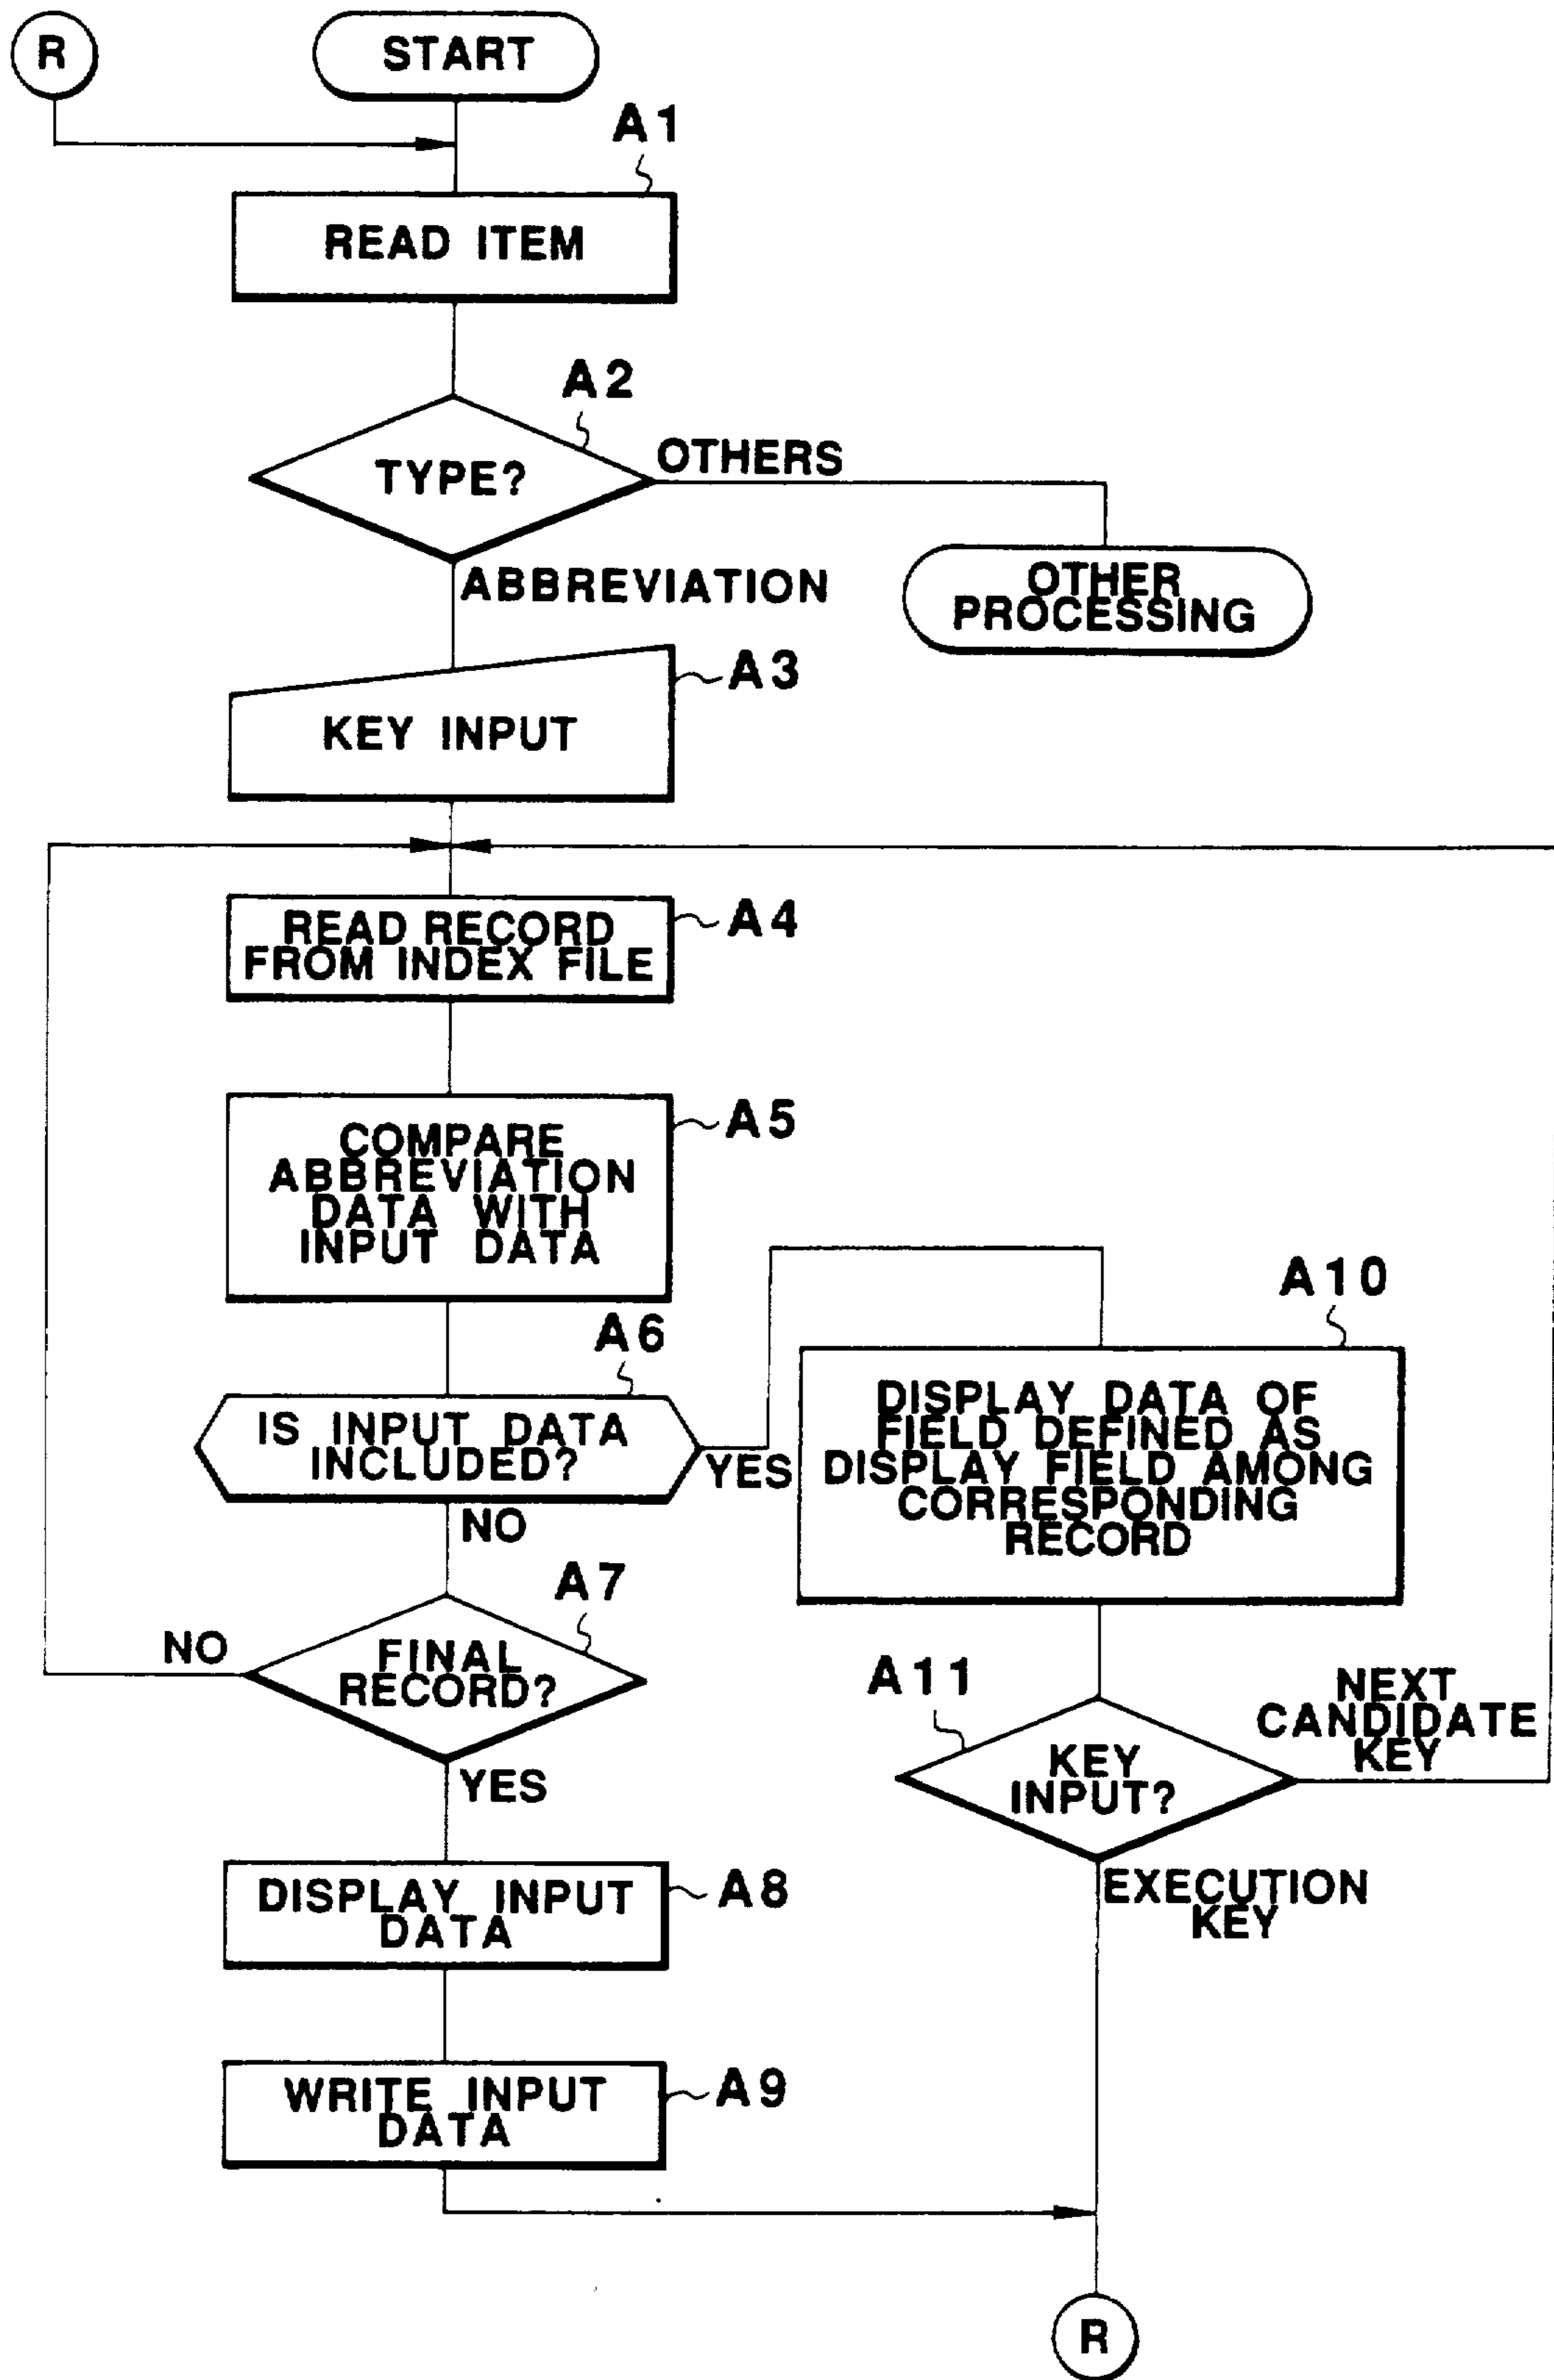 R
START
A1
READ ITEM
A2
TYPE?
OTHERS
ABBREVIATION
OTHER
PROCESSING
A3
KEY INPUT
A4
READ RECORD
FROM INDEX FILE
A5
COMPARE
ABBREVIATION
DATA WITH
INPUT DATA
A6
IS INPUT DATA
INCLUDED?
YES
NO
A10
DISPLAY DATA OF
FIELD DEFINED AS
DISPLAY FIELD AMONG
CORRESPONDING
RECORD
A7
NO
FINAL
RECORD?
YES
A11
KEY
INPUT?
NEXT
CANDIDATE
KEY
EXECUTION
KEY
A8
DISPLAY INPUT
DATA
A9
WRITE INPUT
DATA
R